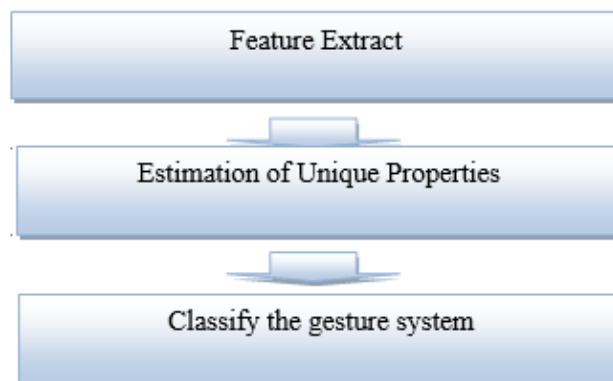 Feature Extract
Estimation of Unique Properties
Classify the gesture system